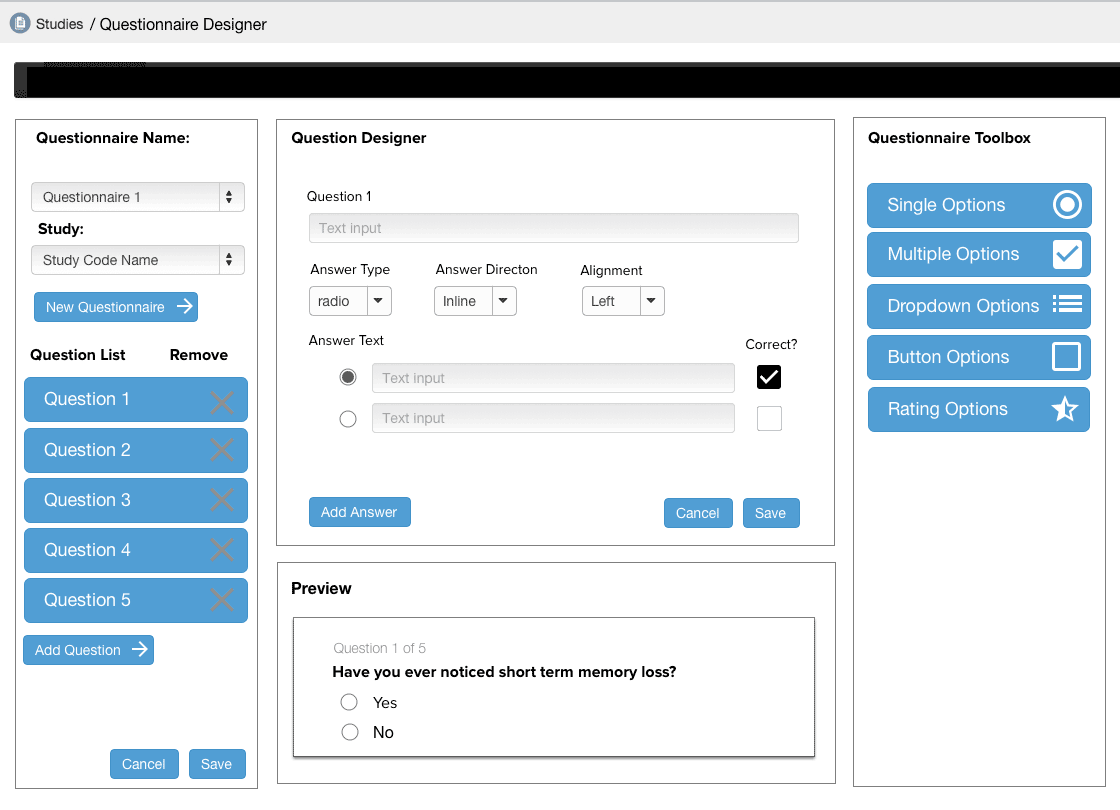 Studies / Questionnaire Designer
Questionnaire Name:
Questionnaire 1
Study:
Study Code Name
New Questionnaire
Question List Remove
Question 1
Question 2
Question 3
Question 4
Question 5
Add Question
Cancel Save
Question Designer
Question 1
Text input
Answer Type Answer Directon Alignment
radio Inline Left
Answer Text Correct?
Text input
Text input
Add Answer Cancel Save
Preview
Question 1 of 5
Have you ever noticed short term memory loss?
Yes
No
Questionnaire Toolbox
Single Options
Multiple Options
Dropdown Options
Button Options
Rating Options